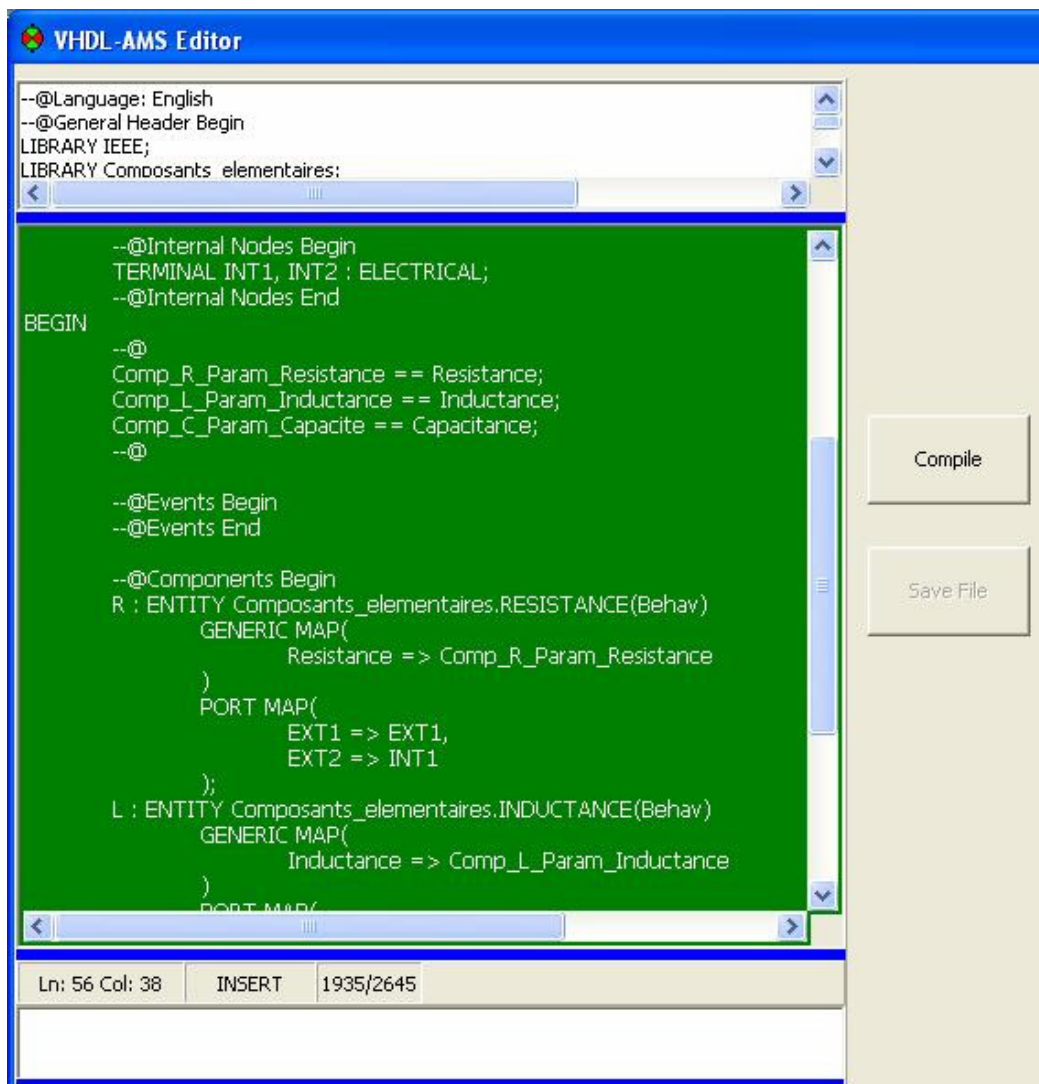 VHDL-AMS Editor
--@Language: English
--@General Header Begin
LIBRARY IEEE;
LIBRARY Composants_elementaires;
--@Internal Nodes Begin
TERMINAL INT1, INT2 : ELECTRICAL;
--@Internal Nodes End
BEGIN
--@
Comp_R_Param_Resistance == Resistance;
Comp_L_Param_Inductance == Inductance;
Comp_C_Param_Capacite == Capacitance;
--@
--@Events Begin
--@Events End
--@Components Begin
R : ENTITY Composants_elementaires.RESISTANCE(Behav)
GENERIC MAP(
Resistance => Comp_R_Param_Resistance
)
PORT MAP(
EXT1 => EXT1,
EXT2 => INT1
);
L : ENTITY Composants_elementaires.INDUCTANCE(Behav)
GENERIC MAP(
Inductance => Comp_L_Param_Inductance
)
PORT MAP(
Compile
Save File
Ln: 56 Col: 38
INSERT
1935/2645